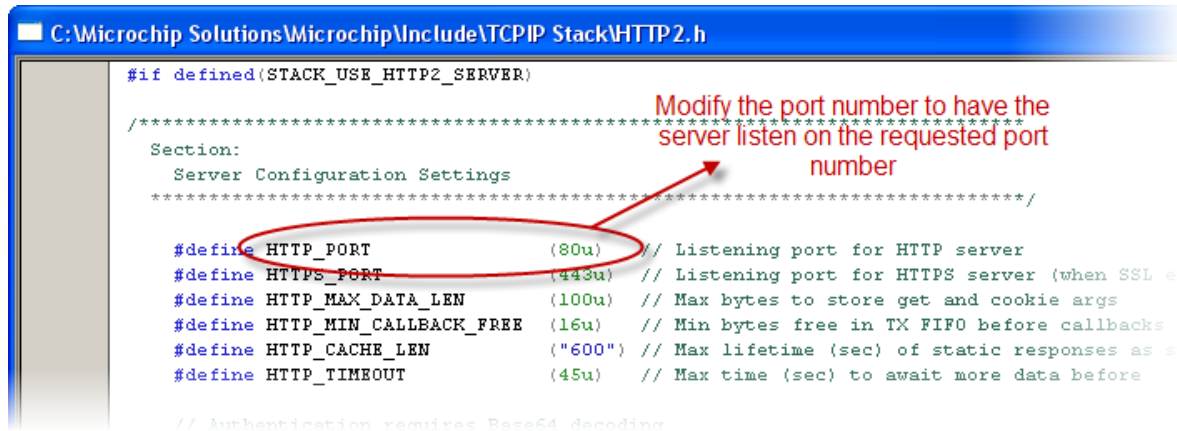 C:\Microchip Solutions\Microchip\Include\TCPIP Stack\HTTP2.h
#if defined(STACK_USE_HTTP2_SERVER)
Modify the port number to have the
server listen on the requested port
number
/****************************************************************************
Section:
Server Configuration Settings
****************************************************************************/
#define HTTP_PORT (80u) // Listening port for HTTP server
#define HTTPS_PORT (443u) // Listening port for HTTPS server (when SSL e
#define HTTP_MAX_DATA_LEN (100u) // Max bytes to store get and cookie args
#define HTTP_MIN_CALLBACK_FREE (16u) // Min bytes free in TX FIFO before callbacks
#define HTTP_CACHE_LEN ("600") // Max lifetime (sec) of static responses as s
#define HTTP_TIMEOUT (45u) // Max time (sec) to await more data before
// Authentication requires Base64 decoding